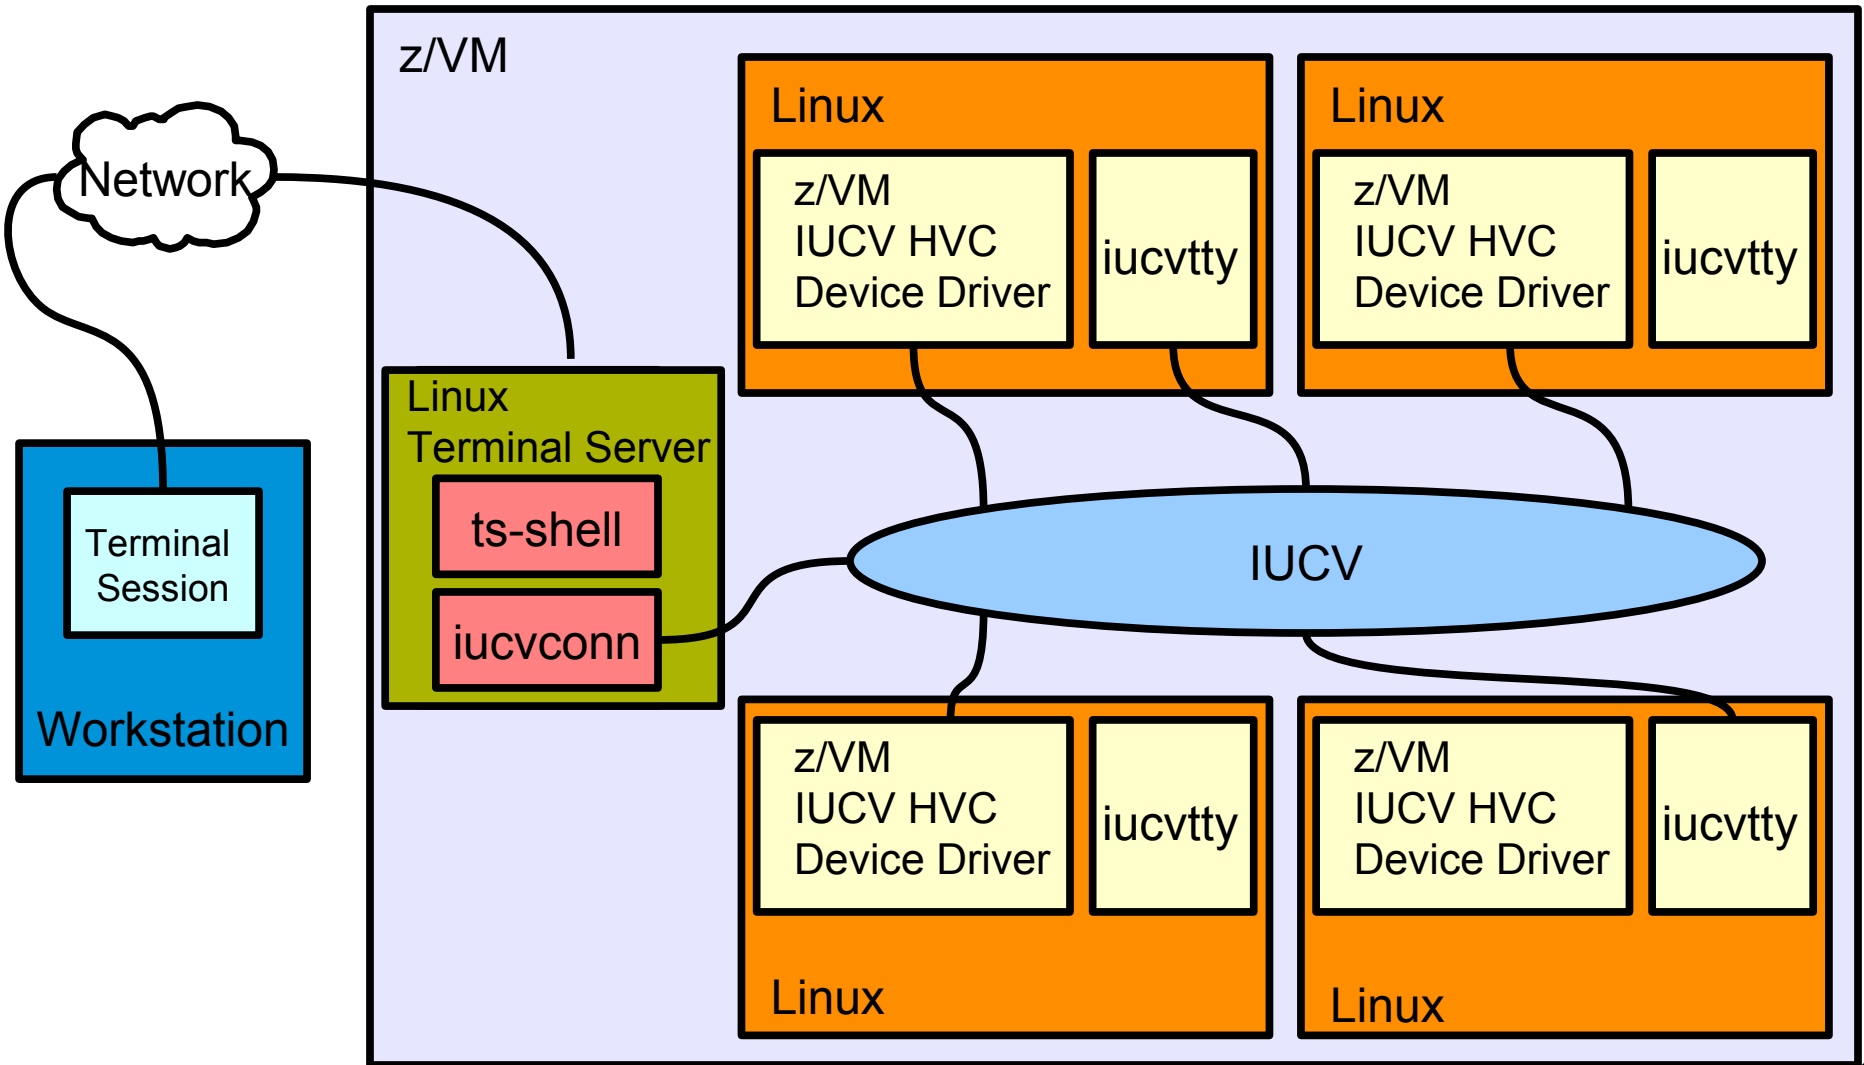 z/VM
Network
Linux
z/VM
IUCV HVC
Device Driver
iucvtty
Linux
z/VM
IUCV HVC
Device Driver
iucvtty
Linux
Terminal Server
ts-shell
iucvconn
Terminal
Session
Workstation
IUCV
z/VM
IUCV HVC
Device Driver
iucvtty
Linux
z/VM
IUCV HVC
Device Driver
iucvtty
Linux